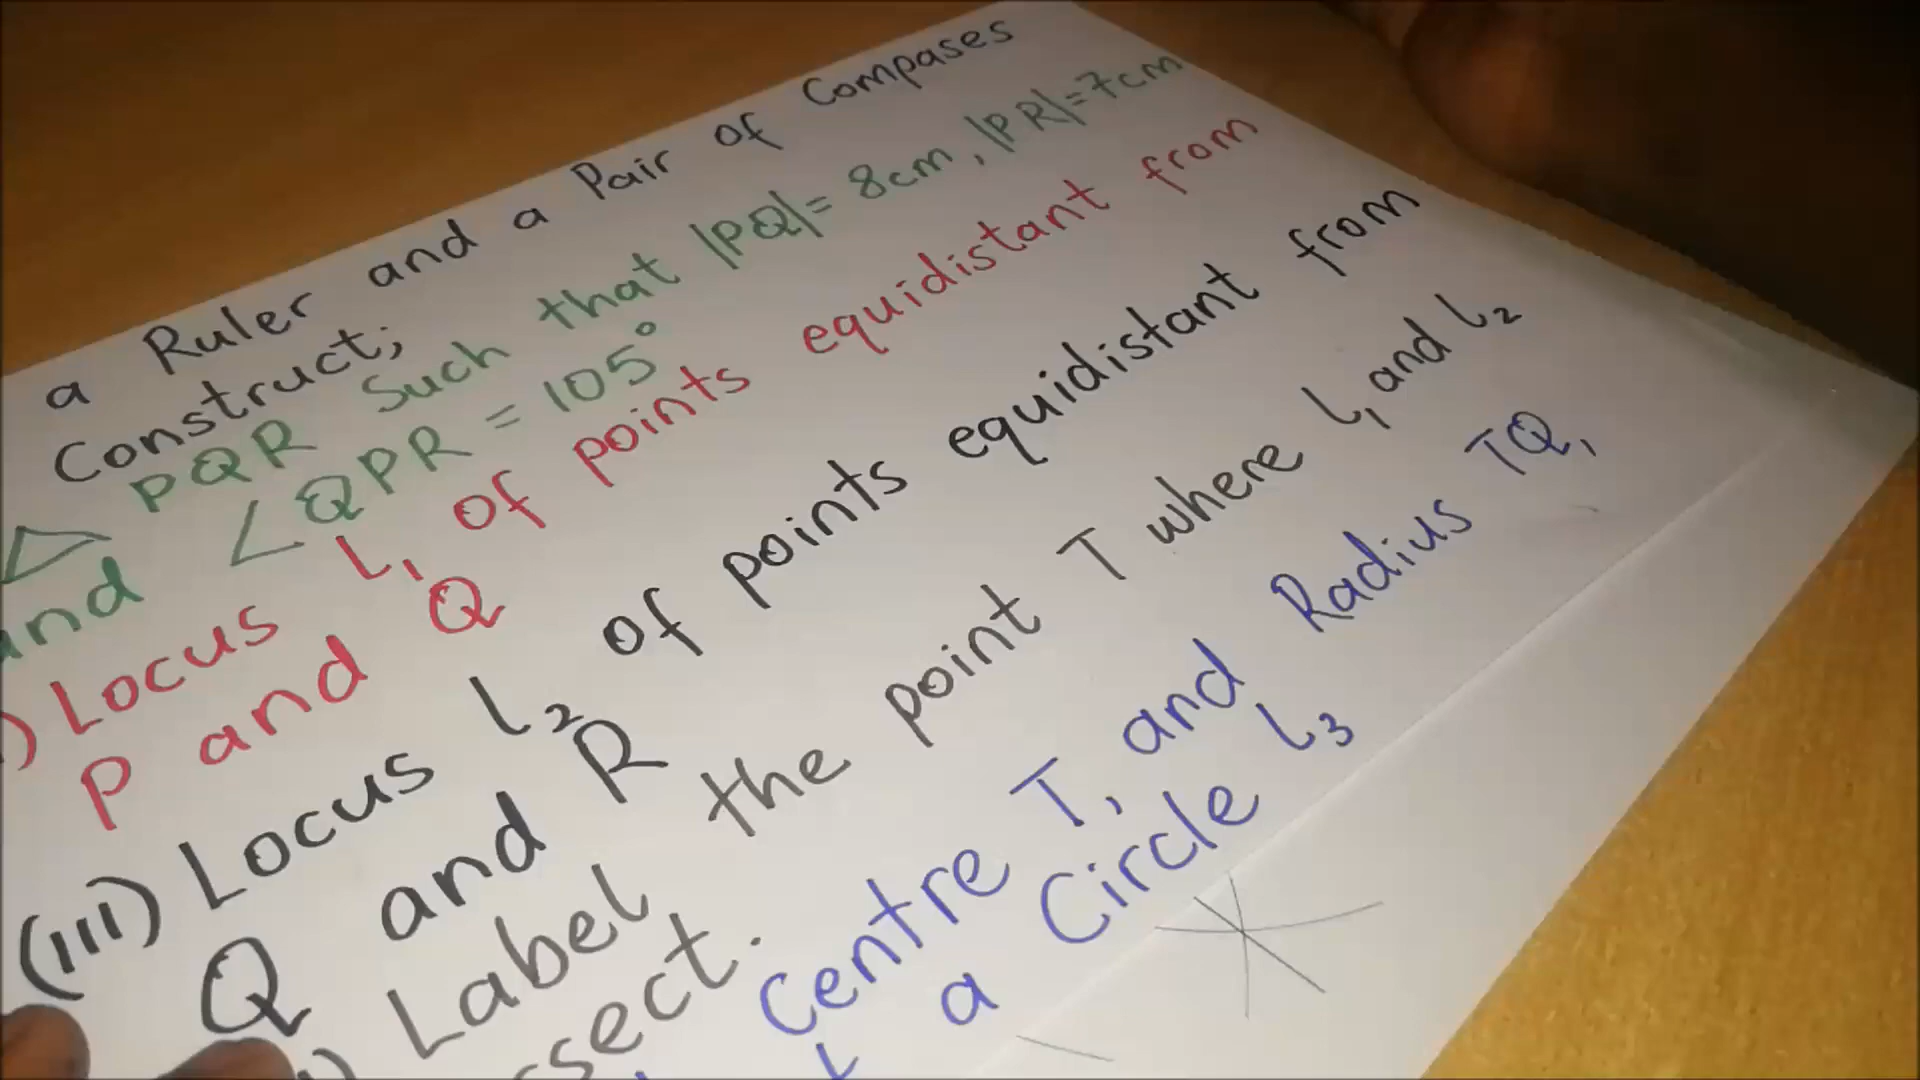 a Ruler and a Pair of Compases
Construct;
△ PQR Such that |PQ|= 8cm, |PR|=7cm
and ∠QPR = 105°
) Locus L₁ of points equidistant from
P and Q
(iii) Locus l₂ of points equidistant from
Q and R
) Label the point T where l₁ and l₂
ssect.
Centre T, and Radius TQ,
a Circle l₃